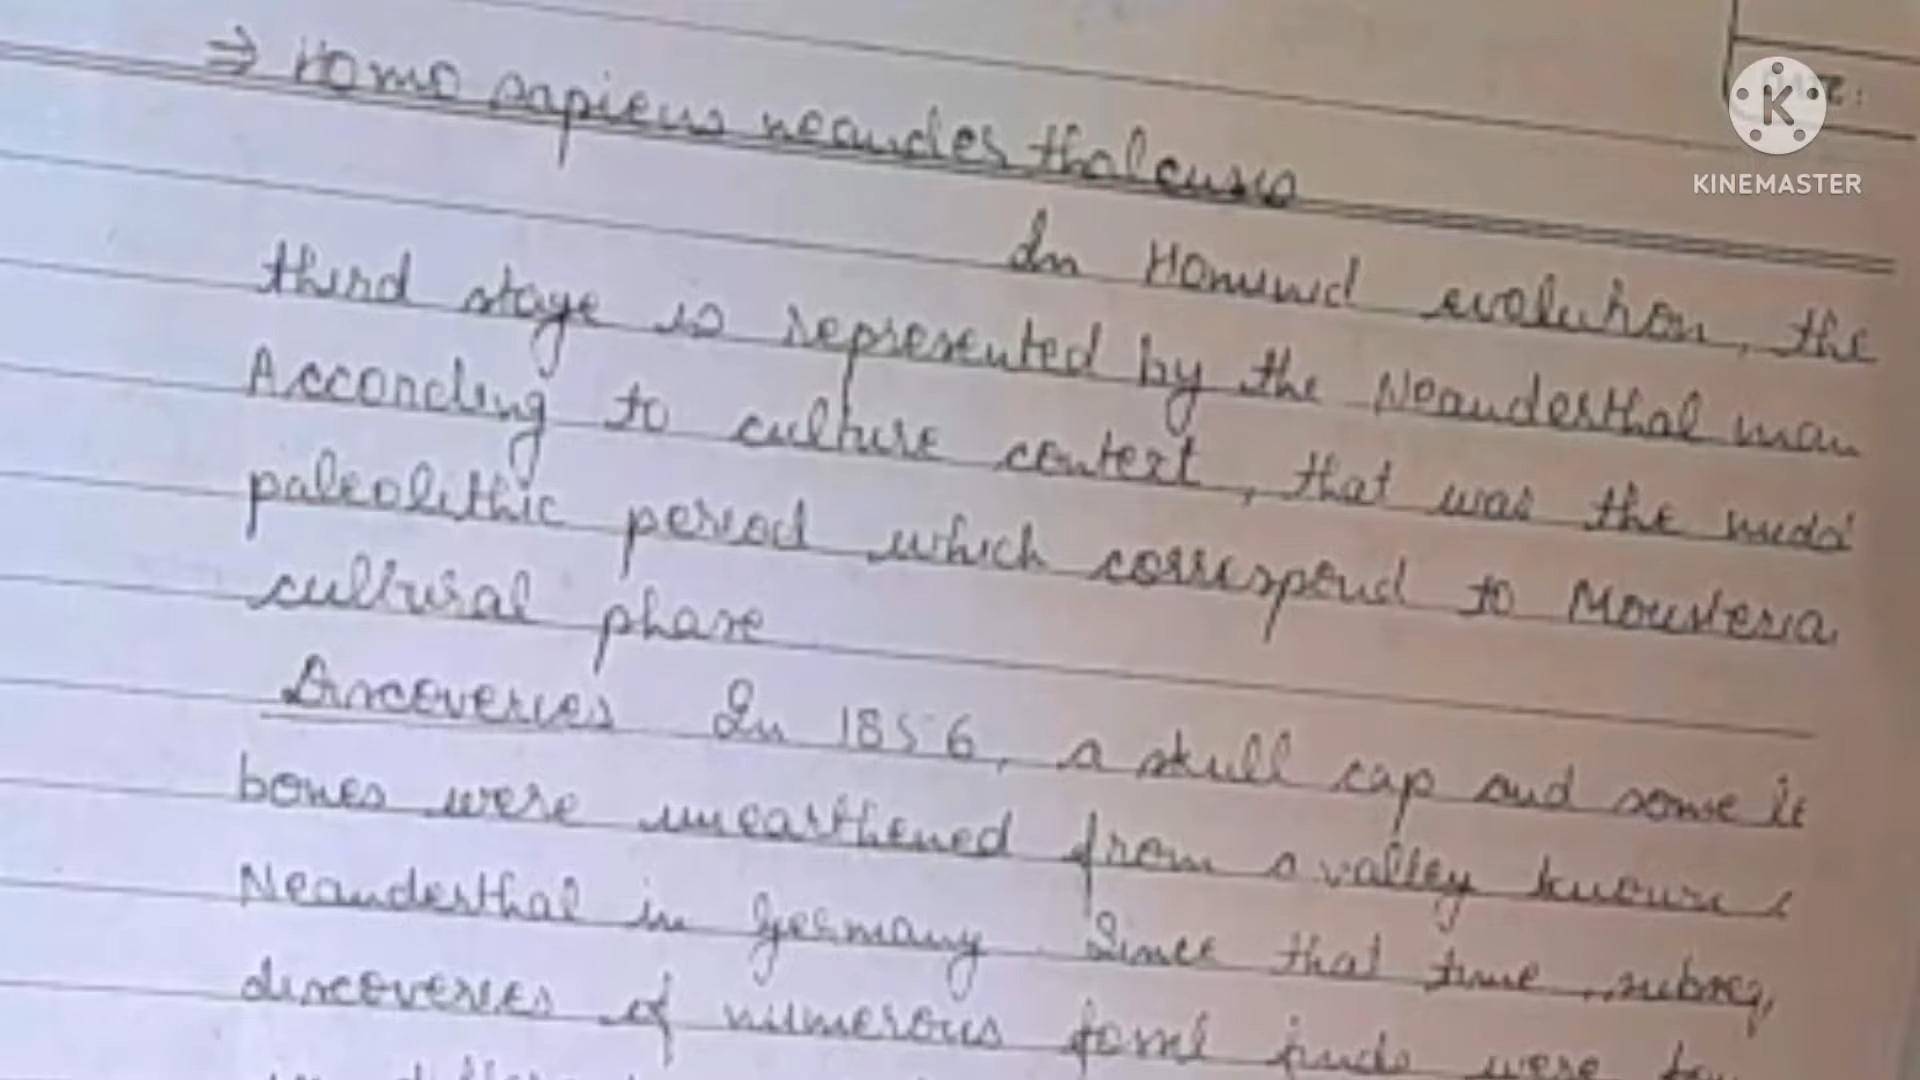 ⇒ Homo sapiens neanderthalensis
In Hominid evolution, the
third stage is represented by the Neanderthal man
According to culture context, that was the
paleolithic period which correspond to Mousteria
cultural phase
Discoveries In 1856, a skull cap and some
bones were unearthened from a valley known
Neanderthal in Germany. Since that time,
discoveries of numerous fossil finds were
DATE:
KINEMASTER